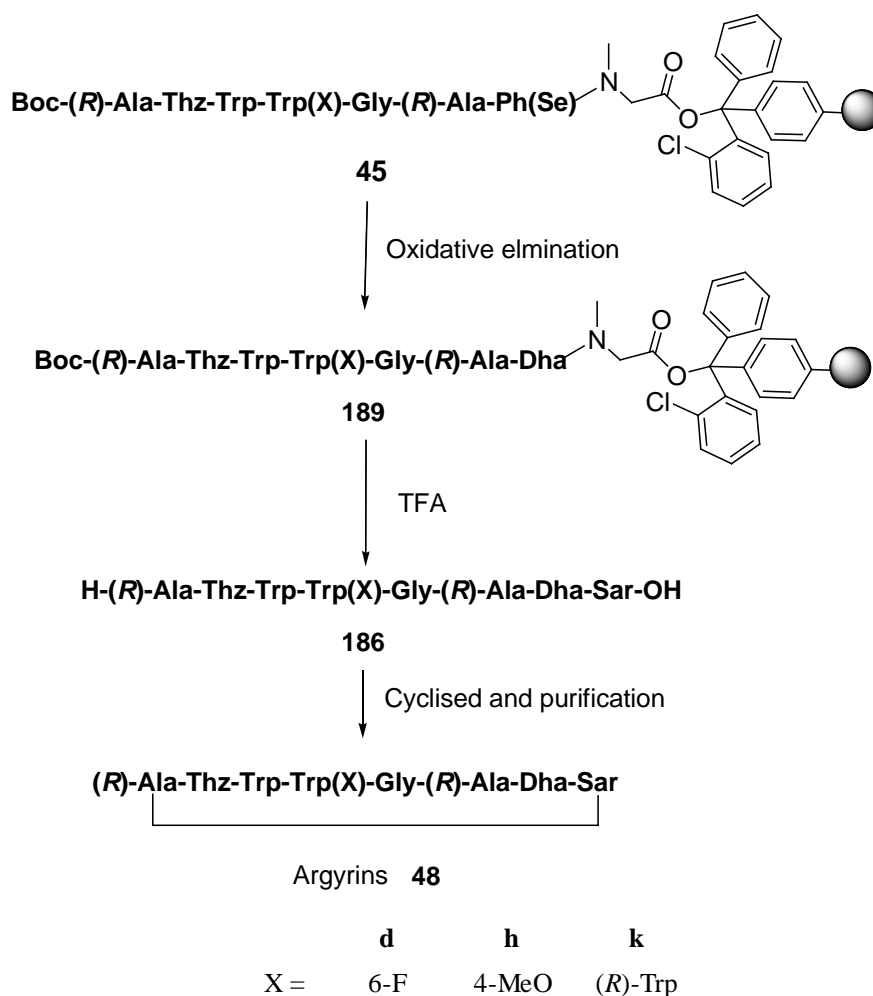 Boc-(R)-Ala-Thz-Trp-Trp(X)-Gly-(R)-Ala-Ph(Se)
N
O
O
Cl
45
Oxidative elmination
Boc-(R)-Ala-Thz-Trp-Trp(X)-Gly-(R)-Ala-Dha
N
O
O
Cl
189
TFA
H-(R)-Ala-Thz-Trp-Trp(X)-Gly-(R)-Ala-Dha-Sar-OH
186
Cyclised and purification
(R)-Ala-Thz-Trp-Trp(X)-Gly-(R)-Ala-Dha-Sar
Argyrins 48
d h k
X = 6-F 4-MeO (R)-Trp